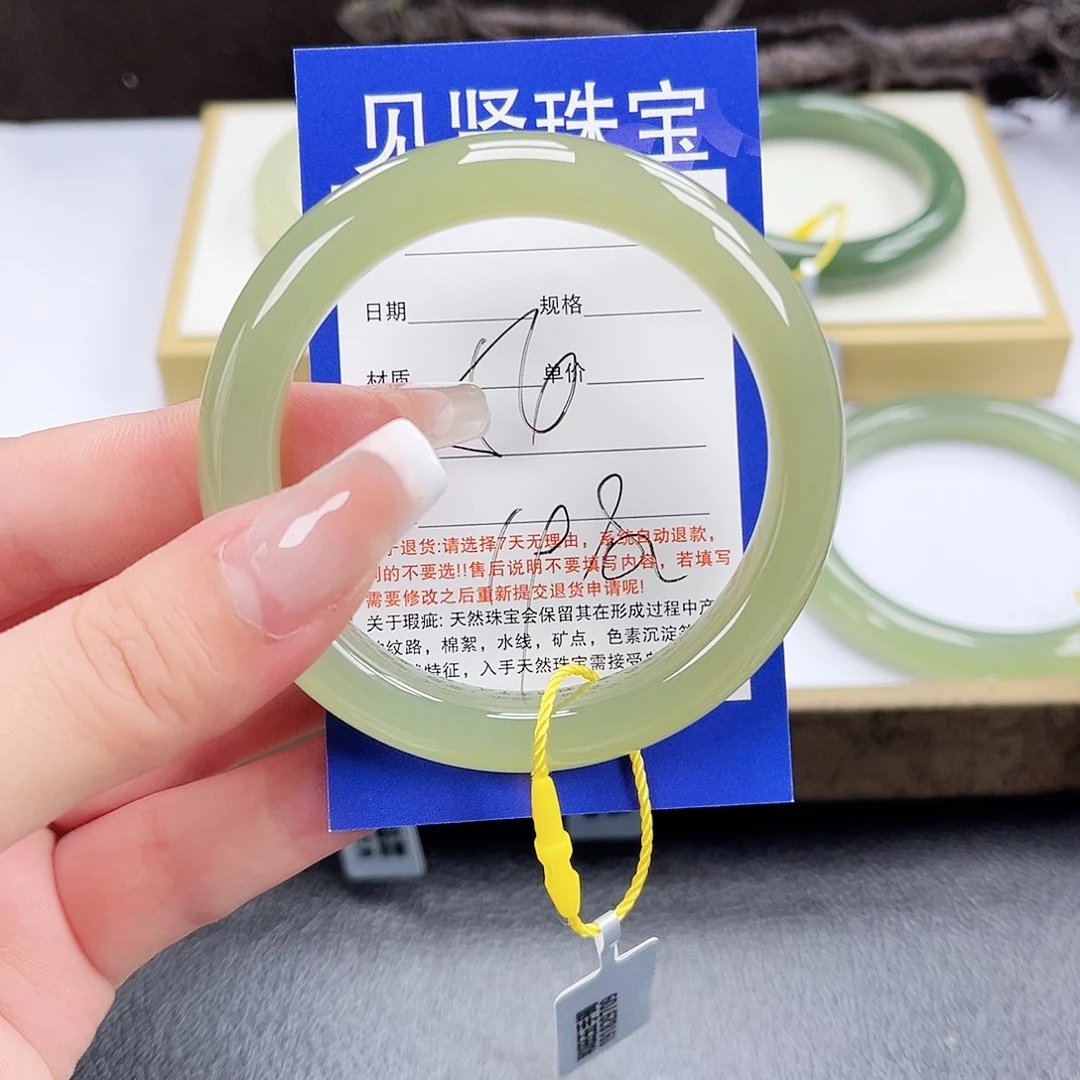 见贤珠宝
日期 规格
材质 单价
56
198
退货:请选择7天无理由，系统自动退款，
的不要选!!售后说明不要填写内容，若填写
需要修改之后重新提交退货申请呢!
关于瑕疵: 天然珠宝会保留其在形成过程中产
纹路，棉絮，水线，矿点，色素沉淀
特征，入手天然珠宝需接受